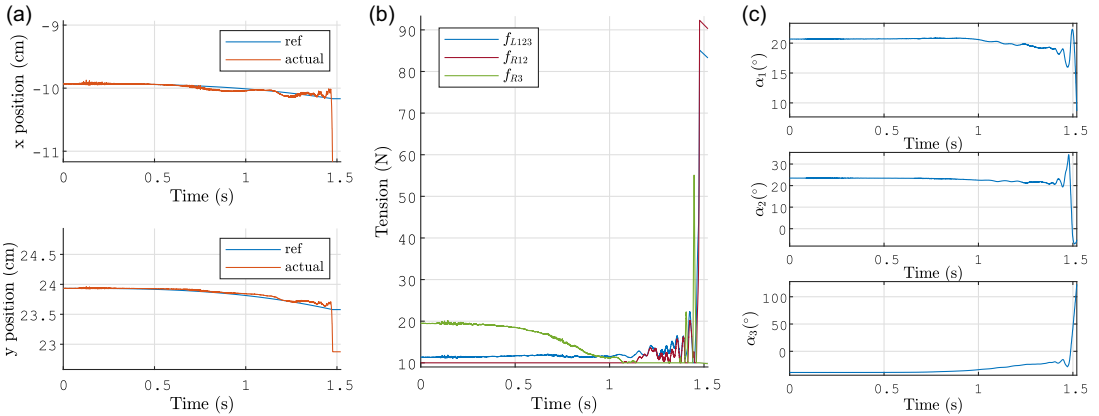 (a)
-9
-10
-11
x position (cm)
ref
actual
0
0.5
1
1.5
Time (s)
24.5
24
23.5
23
y position (cm)
ref
actual
0
0.5
1
1.5
Time (s)
(b)
90
80
70
60
50
40
30
20
10
Tension (N)
f_{L123}
f_{R12}
f_{R3}
0
0.5
1
1.5
Time (s)
(c)
20
15
10
α₁(°)
0
0.5
1
1.5
Time (s)
30
20
10
0
α₂(°)
0
0.5
1
1.5
Time (s)
100
0
α₃(°)
0
0.5
1
1.5
Time (s)